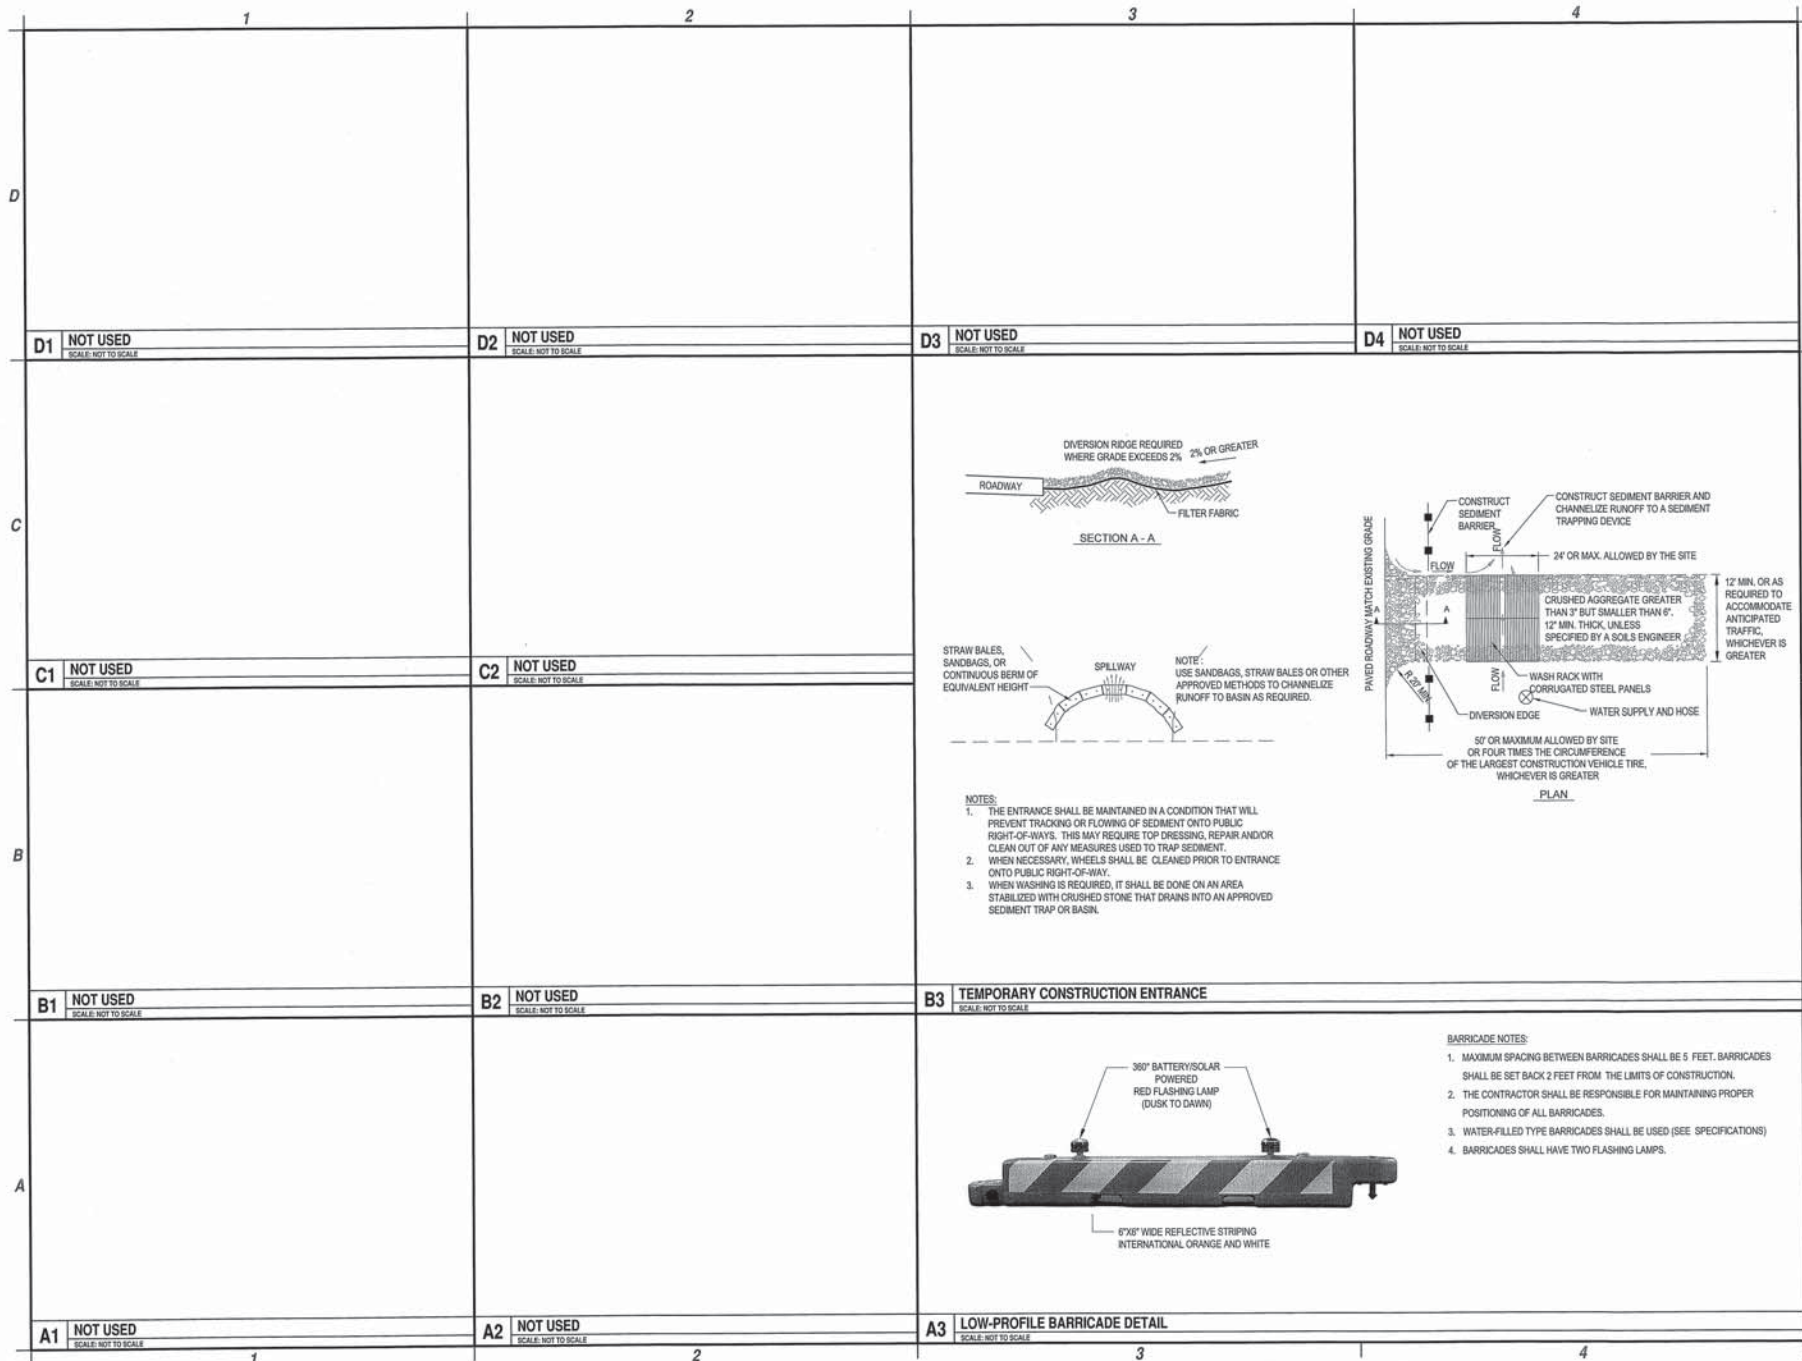 1
2
3
4
D
D1 NOT USED
SCALE: NOT TO SCALE
D2 NOT USED
SCALE: NOT TO SCALE
D3 NOT USED
SCALE: NOT TO SCALE
D4 NOT USED
SCALE: NOT TO SCALE
C
C1 NOT USED
SCALE: NOT TO SCALE
C2 NOT USED
SCALE: NOT TO SCALE
DIVERSION RIDGE REQUIRED
WHERE GRADE EXCEEDS 2%
2% OR GREATER
ROADWAY
FILTER FABRIC
SECTION A - A
STRAW BALES,
SANDBAGS, OR
CONTINUOUS BERM OF
EQUIVALENT HEIGHT
SPILLWAY
NOTE :
USE SANDBAGS, STRAW BALES OR OTHER
APPROVED METHODS TO CHANNELIZE
RUNOFF TO BASIN AS REQUIRED.
PAVED ROADWAY MATCH EXISTING GRADE
CONSTRUCT
SEDIMENT
BARRIER
CONSTRUCT SEDIMENT BARRIER AND
CHANNELIZE RUNOFF TO A SEDIMENT
TRAPPING DEVICE
FLOW
FLOW
24' OR MAX. ALLOWED BY THE SITE
A
A
CRUSHED AGGREGATE GREATER
THAN 3" BUT SMALLER THAN 6".
12" MIN. THICK, UNLESS
SPECIFIED BY A SOILS ENGINEER
12' MIN. OR AS
REQUIRED TO
ACCOMMODATE
ANTICIPATED
TRAFFIC,
WHICHEVER IS
GREATER
R 20' MIN.
FLOW
WASH RACK WITH
CORRUGATED STEEL PANELS
WATER SUPPLY AND HOSE
DIVERSION EDGE
50' OR MAXIMUM ALLOWED BY SITE
OR FOUR TIMES THE CIRCUMFERENCE
OF THE LARGEST CONSTRUCTION VEHICLE TIRE,
WHICHEVER IS GREATER
PLAN
NOTES:
1. THE ENTRANCE SHALL BE MAINTAINED IN A CONDITION THAT WILL
PREVENT TRACKING OR FLOWING OF SEDIMENT ONTO PUBLIC
RIGHT-OF-WAYS. THIS MAY REQUIRE TOP DRESSING, REPAIR AND/OR
CLEAN OUT OF ANY MEASURES USED TO TRAP SEDIMENT.
2. WHEN NECESSARY, WHEELS SHALL BE CLEANED PRIOR TO ENTRANCE
ONTO PUBLIC RIGHT-OF-WAY.
3. WHEN WASHING IS REQUIRED, IT SHALL BE DONE ON AN AREA
STABILIZED WITH CRUSHED STONE THAT DRAINS INTO AN APPROVED
SEDIMENT TRAP OR BASIN.
B
B1 NOT USED
SCALE: NOT TO SCALE
B2 NOT USED
SCALE: NOT TO SCALE
B3 TEMPORARY CONSTRUCTION ENTRANCE
SCALE: NOT TO SCALE
360° BATTERY/SOLAR
POWERED
RED FLASHING LAMP
(DUSK TO DAWN)
6"X6" WIDE REFLECTIVE STRIPING
INTERNATIONAL ORANGE AND WHITE
BARRICADE NOTES:
1. MAXIMUM SPACING BETWEEN BARRICADES SHALL BE 5 FEET. BARRICADES
SHALL BE SET BACK 2 FEET FROM THE LIMITS OF CONSTRUCTION.
2. THE CONTRACTOR SHALL BE RESPONSIBLE FOR MAINTAINING PROPER
POSITIONING OF ALL BARRICADES.
3. WATER-FILLED TYPE BARRICADES SHALL BE USED (SEE SPECIFICATIONS)
4. BARRICADES SHALL HAVE TWO FLASHING LAMPS.
A
A1 NOT USED
SCALE: NOT TO SCALE
A2 NOT USED
SCALE: NOT TO SCALE
A3 LOW-PROFILE BARRICADE DETAIL
SCALE: NOT TO SCALE
1
2
3
4